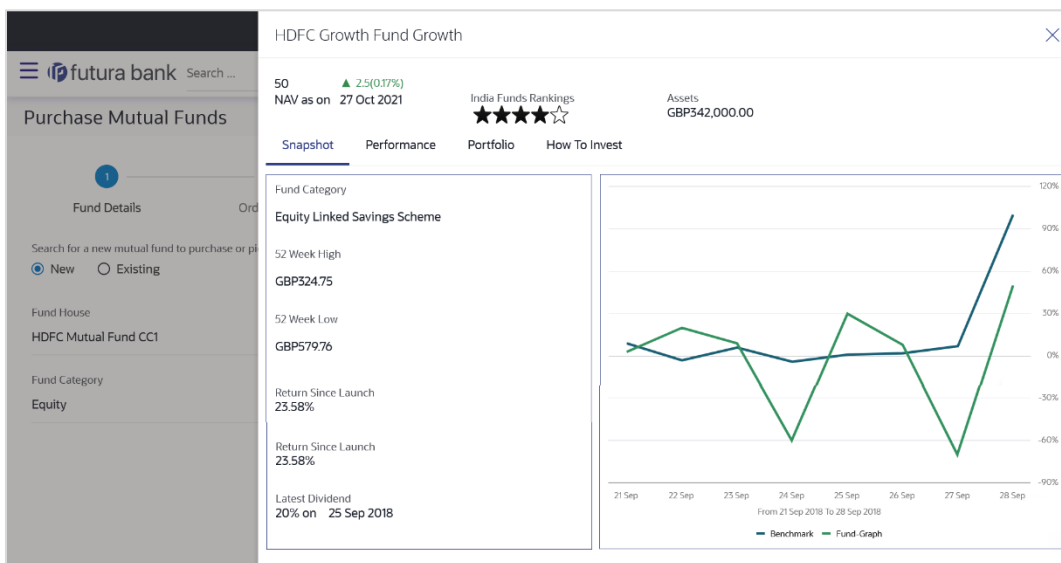 HDFC Growth Fund Growth
futura bank Search ...
50 ▲ 2.5(0.17%)
NAV as on 27 Oct 2021
India Funds Rankings
Assets
GBP342,000.00
Purchase Mutual Funds
Snapshot Performance Portfolio How To Invest
1
Fund Details Ord
Search for a new mutual fund to purchase or pi
New Existing
Fund House
HDFC Mutual Fund CC1
Fund Category
Equity
Fund Category
Equity Linked Savings Scheme
52 Week High
GBP324.75
52 Week Low
GBP579.76
Return Since Launch
23.58%
Return Since Launch
23.58%
Latest Dividend
20% on 25 Sep 2018
120%
90%
60%
30%
0%
-30%
-60%
-90%
21 Sep 22 Sep 23 Sep 24 Sep 25 Sep 26 Sep 27 Sep 28 Sep
From 21 Sep 2018 To 28 Sep 2018
Benchmark Fund-Graph